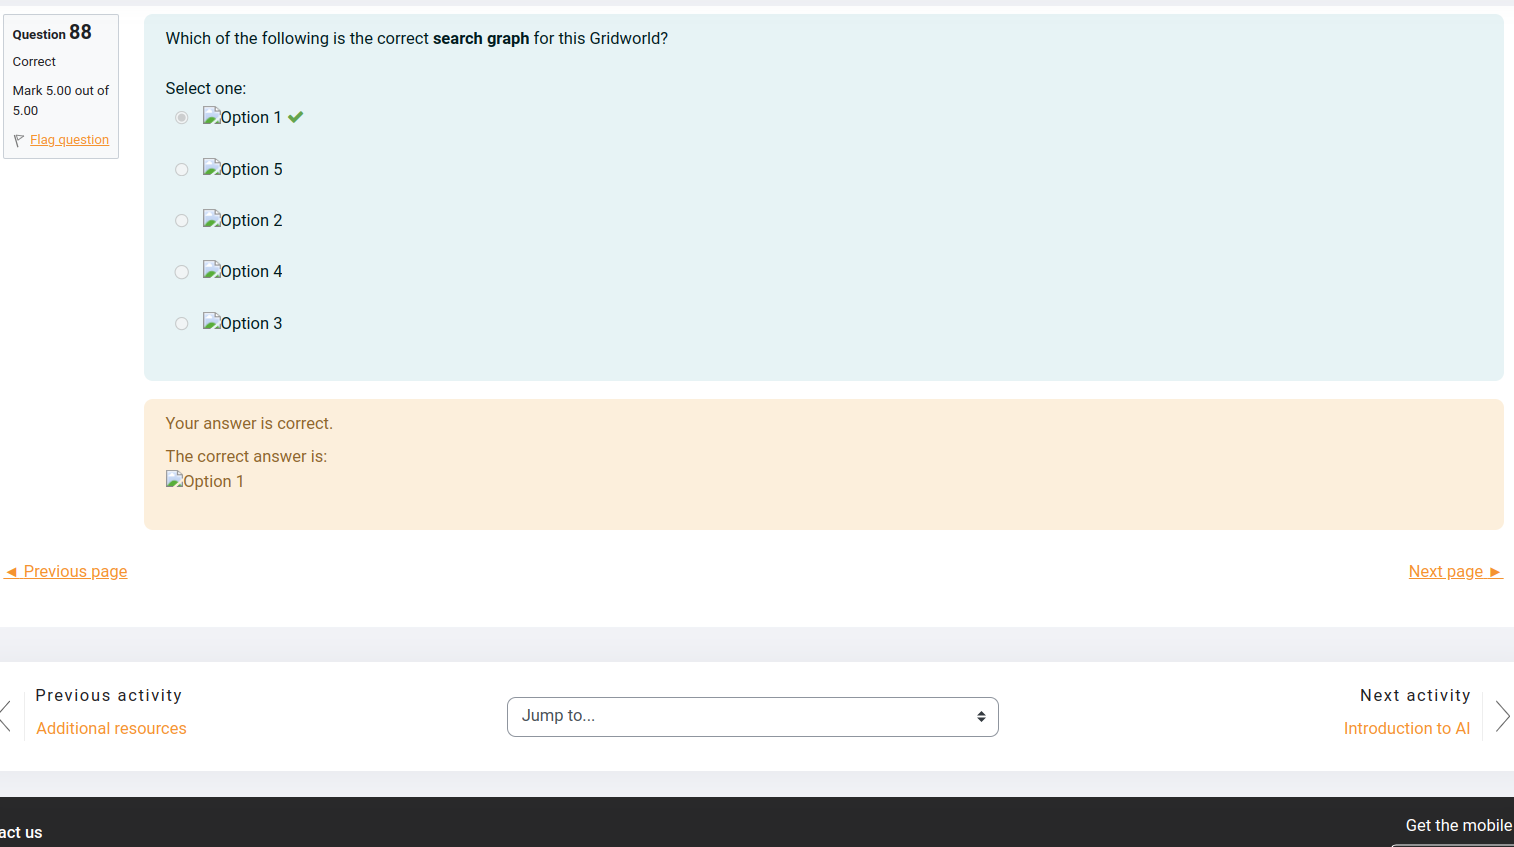 Question 88
Correct
Mark 5.00 out of
5.00
Flag question
Which of the following is the correct search graph for this Gridworld?
Select one:
Option 1
Option 5
Option 2
Option 4
Option 3
Your answer is correct.
The correct answer is:
Option 1
◄ Previous page
Next page ►
Previous activity
Additional resources
Jump to...
Next activity
Introduction to AI
act us
Get the mobile